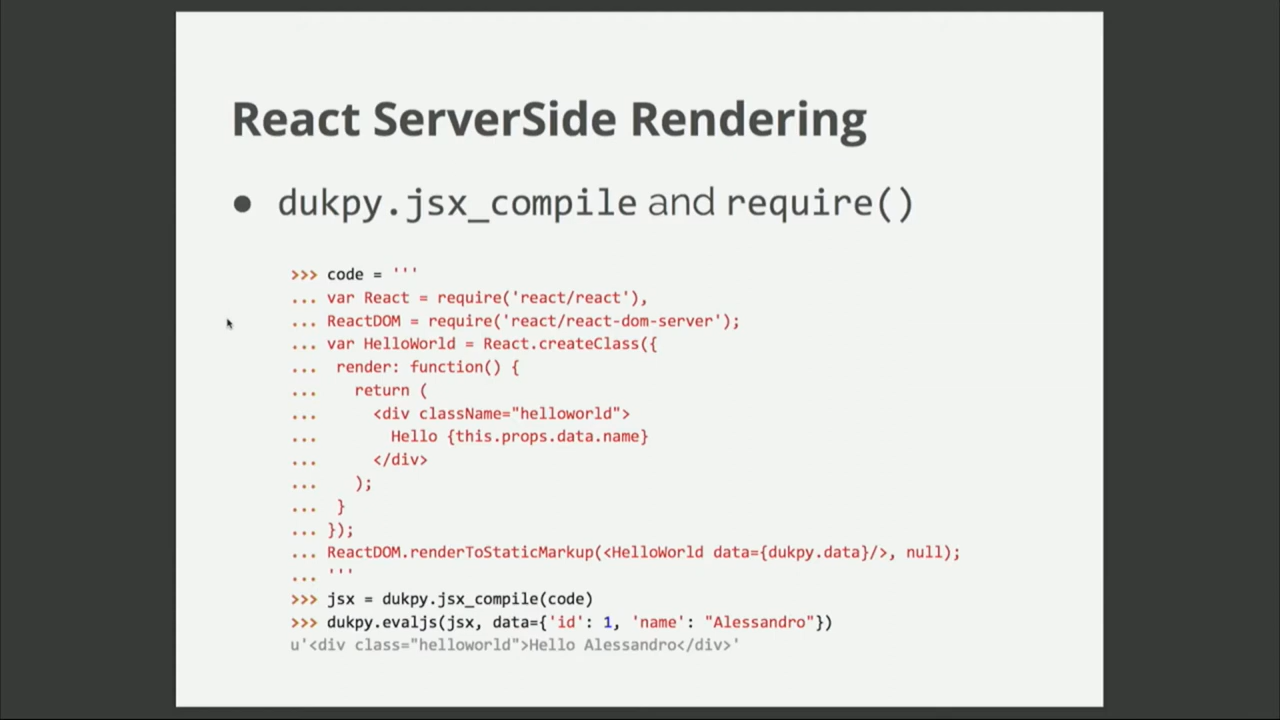 React ServerSide Rendering
● dukpy.jsx_compile and require()
>>> code = '''
... var React = require('react/react'),
... ReactDOM = require('react/react-dom-server');
... var HelloWorld = React.createClass({
...  render: function() {
...    return (
...      <div className="helloworld">
...        Hello {this.props.data.name}
...      </div>
...    );
...  }
... });
... ReactDOM.renderToStaticMarkup(<HelloWorld data={dukpy.data}/>, null);
... '''
>>> jsx = dukpy.jsx_compile(code)
>>> dukpy.evaljs(jsx, data={'id': 1, 'name': "Alessandro"})
u'<div class="helloworld">Hello Alessandro</div>'